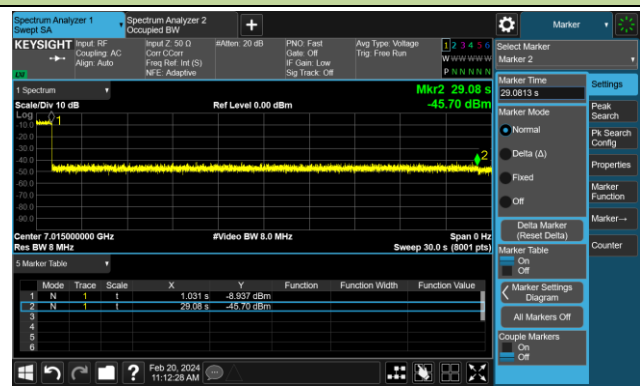 Spectrum Analyzer 1
Swept SA
Spectrum Analyzer 2
Occupied BW
Marker
KEYSIGHT
Input: RF
Coupling: AC
Align: Auto
Input Z: 50 Ω
Corr CCorr
Freq Ref: Int (S)
NFE: Adaptive
#Atten: 20 dB
PNO: Fast
Gate: Off
IF Gain: Low
Sig Track: Off
Avg Type: Voltage
Trig: Free Run
1 2 3 4 5 6
W W W W W W
P N N N N N
LXI
Select Marker
Marker 2
1 Spectrum
Mkr2 29.08 s
Scale/Div 10 dB
Ref Level 0.00 dBm
-45.70 dBm
Log
-10.0
-20.0
-30.0
-40.0
-50.0
-60.0
-70.0
-80.0
-90.0
1
2
Center 7.015000000 GHz
#Video BW 8.0 MHz
Span 0 Hz
Res BW 8 MHz
Sweep 30.0 s (8001 pts)
5 Marker Table
Mode Trace Scale X Y Function Function Width Function Value
1 N 1 t 1.031 s -8.937 dBm
2 N 1 t 29.08 s -45.70 dBm
3
4
5
6
Marker Time
29.0813 s
Marker Mode
Normal
Delta (Δ)
Fixed
Off
Delta Marker
(Reset Delta)
Marker Table
On
Off
Marker Settings
Diagram
All Markers Off
Couple Markers
On
Off
Settings
Peak
Search
Pk Search
Config
Properties
Marker
Function
Marker→
Counter
Feb 20, 2024
11:12:28 AM